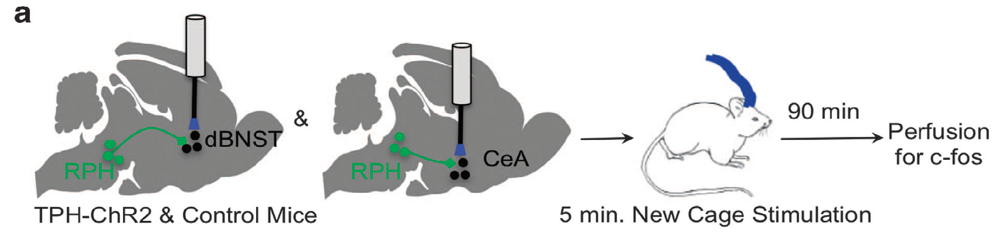 a
dBNST
RPH
&
CeA
RPH
90 min
Perfusion
for c-fos
TPH-ChR2 & Control Mice
5 min. New Cage Stimulation